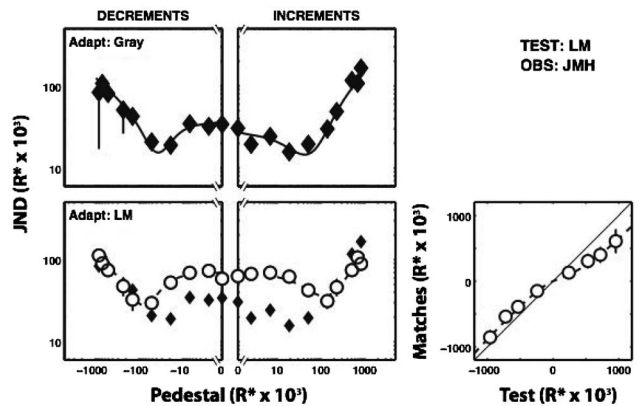 DECREMENTS INCREMENTS
Adapt: Gray
TEST: LM
OBS: JMH
100
10
JND (R* x 10³)
Adapt: LM
100
10
-1000 -100 -10 0 0 10 100 1000
Pedestal (R* x 10³)
Matches (R* x 10³)
1000
0
-1000
-1000 0 1000
Test (R* x 10³)